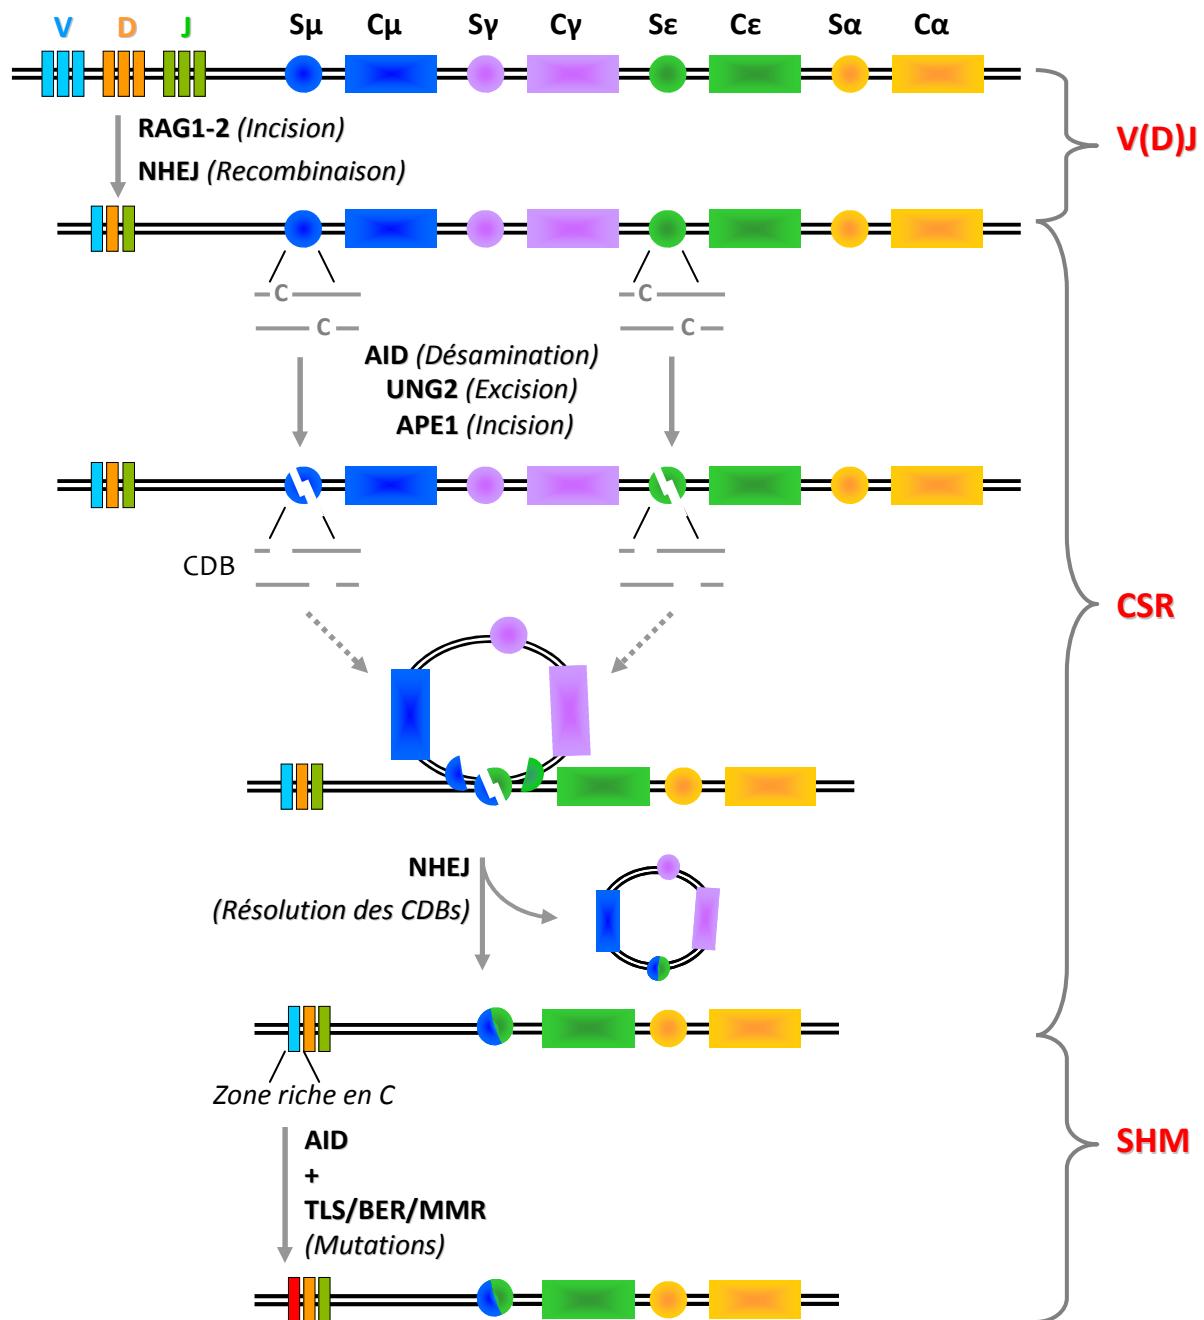 V D J Sμ Cμ Sγ Cγ Sε Cε Sα Cα
RAG1-2 (Incision)
NHEJ (Recombinaison)
V(D)J
C C
C C
AID (Désamination)
UNG2 (Excision)
APE1 (Incision)
CDB
CSR
NHEJ
(Résolution des CDBs)
Zone riche en C
AID
+
TLS/BER/MMR
(Mutations)
SHM